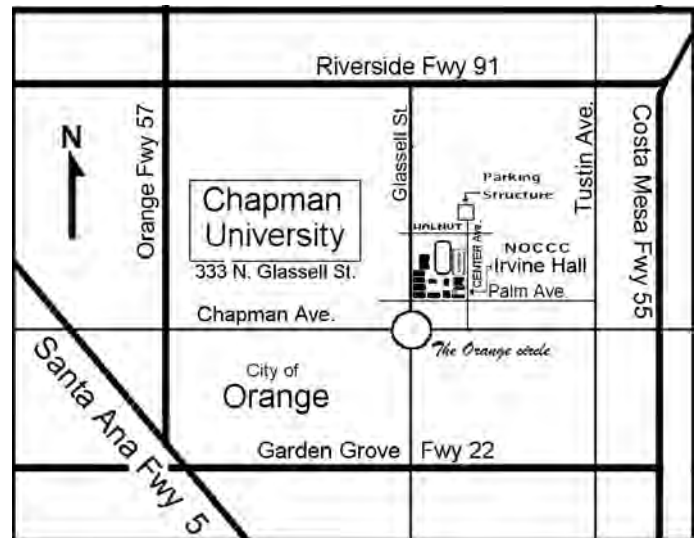 Riverside Fwy 91
Orange Fwy 57
Glassell St.
Tustin Ave.
Costa Mesa Fwy 55
N
Parking
Structure
Chapman
University
333 N. Glassell St.
WALNUT
CENTER Ave.
NOCCC
Irvine Hall
Palm Ave.
Chapman Ave.
The Orange circle
City of
Orange
Santa Ana Fwy 5
Garden Grove Fwy 22